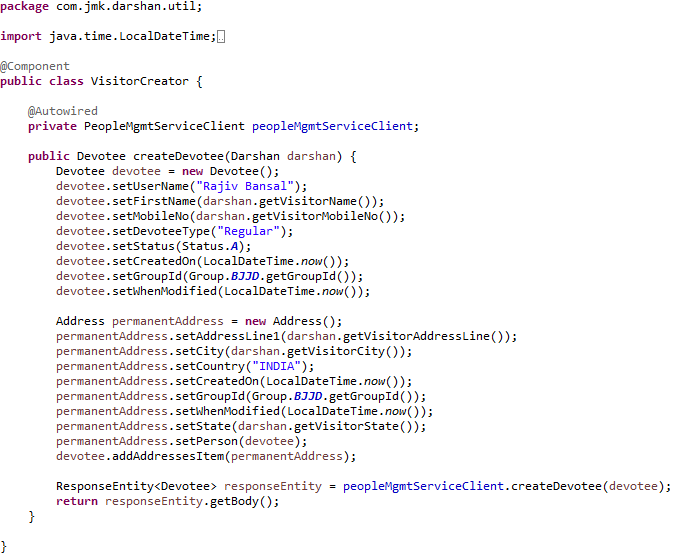 package com.jmk.darshan.util;
import java.time.LocalDateTime;
@Component
public class VisitorCreator {
@Autowired
private PeopleMgmtServiceClient peopleMgmtServiceClient;
public Devotee createDevotee(Darshan darshan) {
Devotee devotee = new Devotee();
devotee.setUserName("Rajiv Bansal");
devotee.setFirstName(darshan.getVisitorName());
devotee.setMobileNo(darshan.getVisitorMobileNo());
devotee.setDevoteeType("Regular");
devotee.setStatus(Status.A);
devotee.setCreatedOn(LocalDateTime.now());
devotee.setGroupId(Group.BJJD.getGroupId());
devotee.setWhenModified(LocalDateTime.now());
Address permanentAddress = new Address();
permanentAddress.setAddressLine1(darshan.getVisitorAddressLine());
permanentAddress.setCity(darshan.getVisitorCity());
permanentAddress.setCountry("INDIA");
permanentAddress.setCreatedOn(LocalDateTime.now());
permanentAddress.setGroupId(Group.BJJD.getGroupId());
permanentAddress.setWhenModified(LocalDateTime.now());
permanentAddress.setState(darshan.getVisitorState());
permanentAddress.setPerson(devotee);
devotee.addAddressesItem(permanentAddress);
ResponseEntity<Devotee> responseEntity = peopleMgmtServiceClient.createDevotee(devotee);
return responseEntity.getBody();
}
}